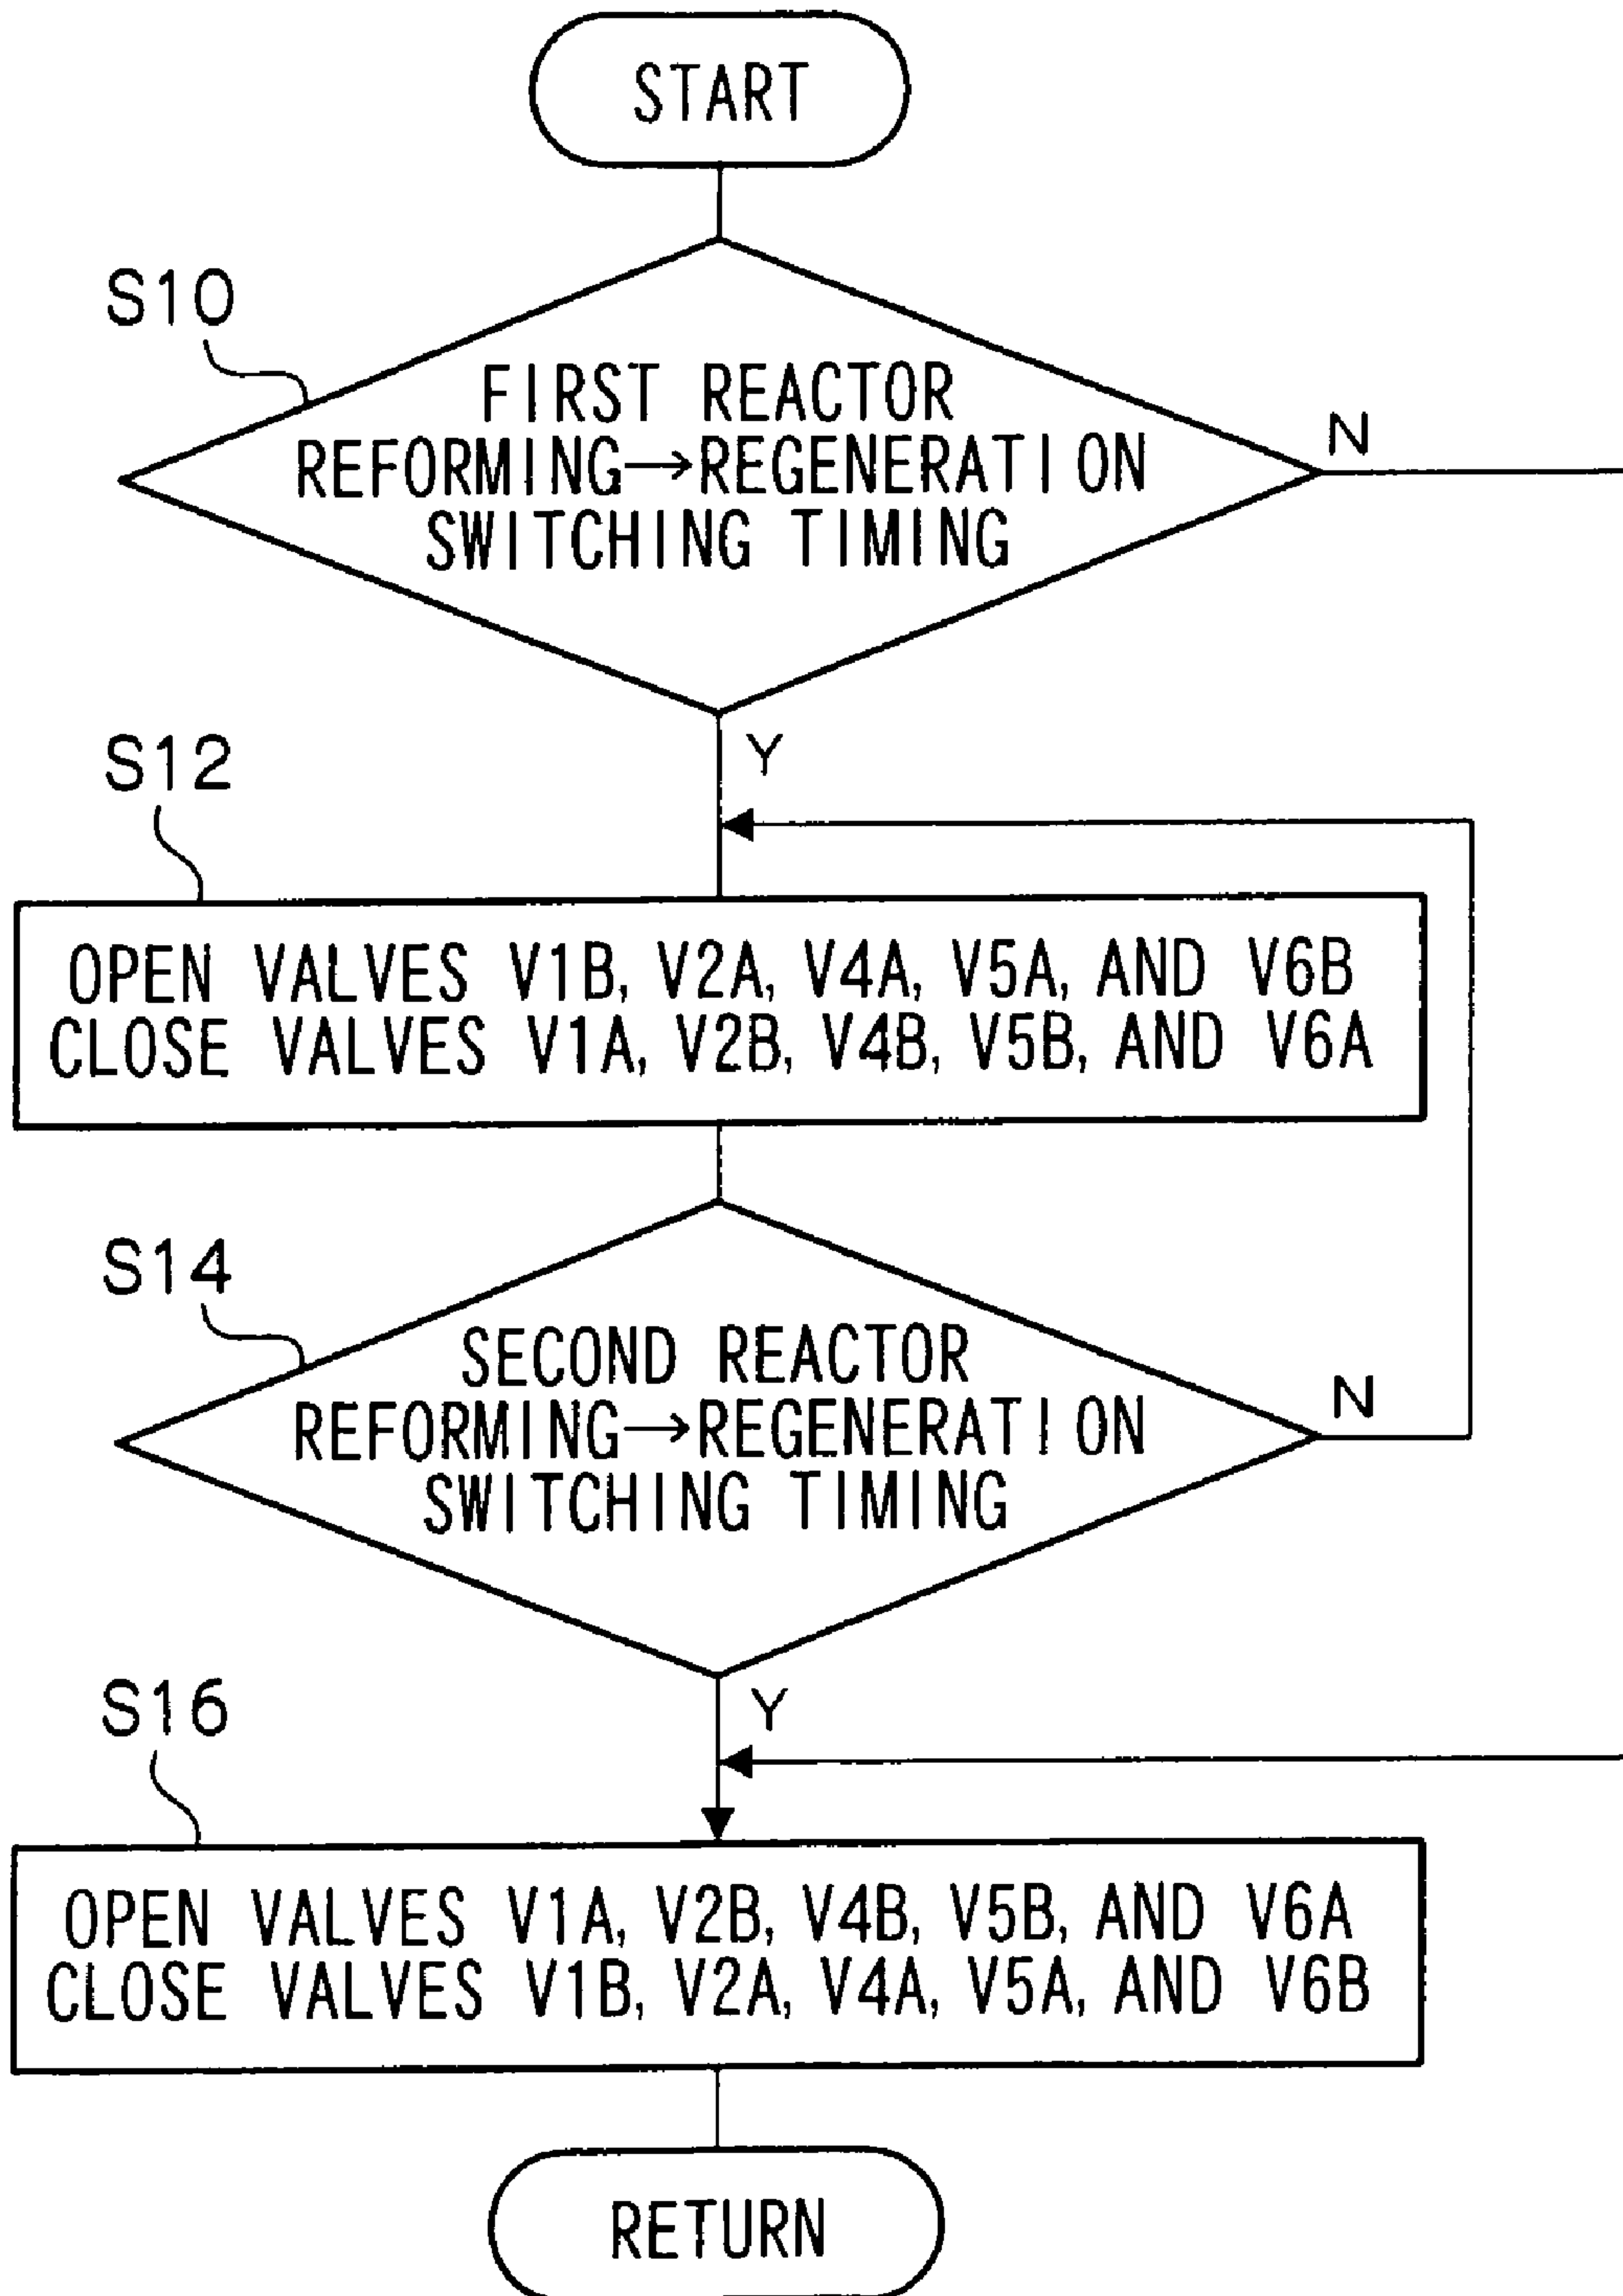 START
S10
FIRST REACTOR
REFORMING→REGENERATION
SWITCHING TIMING
N
Y
S12
OPEN VALVES V1B, V2A, V4A, V5A, AND V6B
CLOSE VALVES V1A, V2B, V4B, V5B, AND V6A
S14
SECOND REACTOR
REFORMING→REGENERATION
SWITCHING TIMING
N
Y
S16
OPEN VALVES V1A, V2B, V4B, V5B, AND V6A
CLOSE VALVES V1B, V2A, V4A, V5A, AND V6B
RETURN